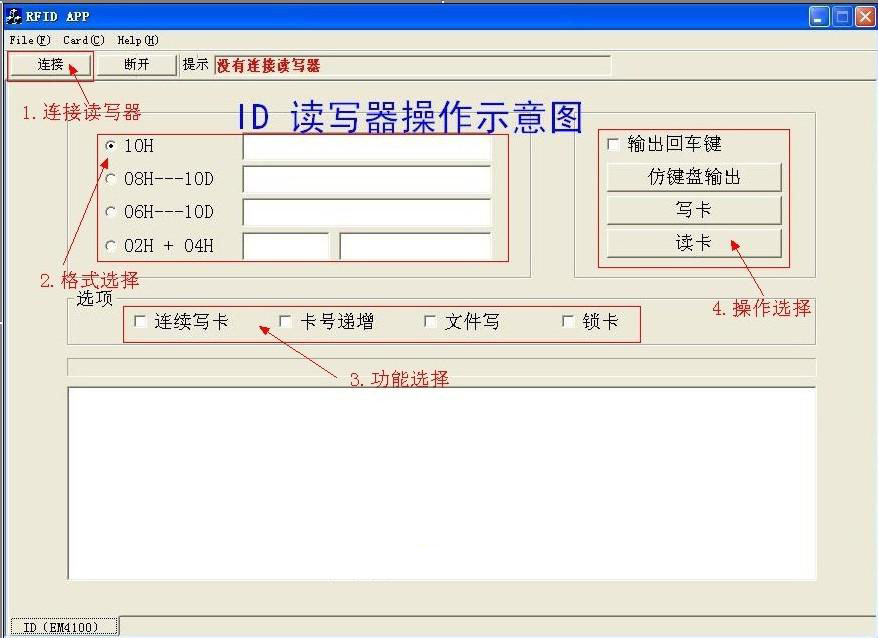 RFID APP
File(F) Card(C) Help(H)
连接 断开 提示 没有连接读写器
1.连接读写器
ID 读写器操作示意图
10H
08H---10D
06H---10D
02H + 04H
输出回车键
仿键盘输出
写卡
读卡
2.格式选择
4.操作选择
选项
连续写卡 卡号递增 文件写 锁卡
3.功能选择
ID (EM4100)